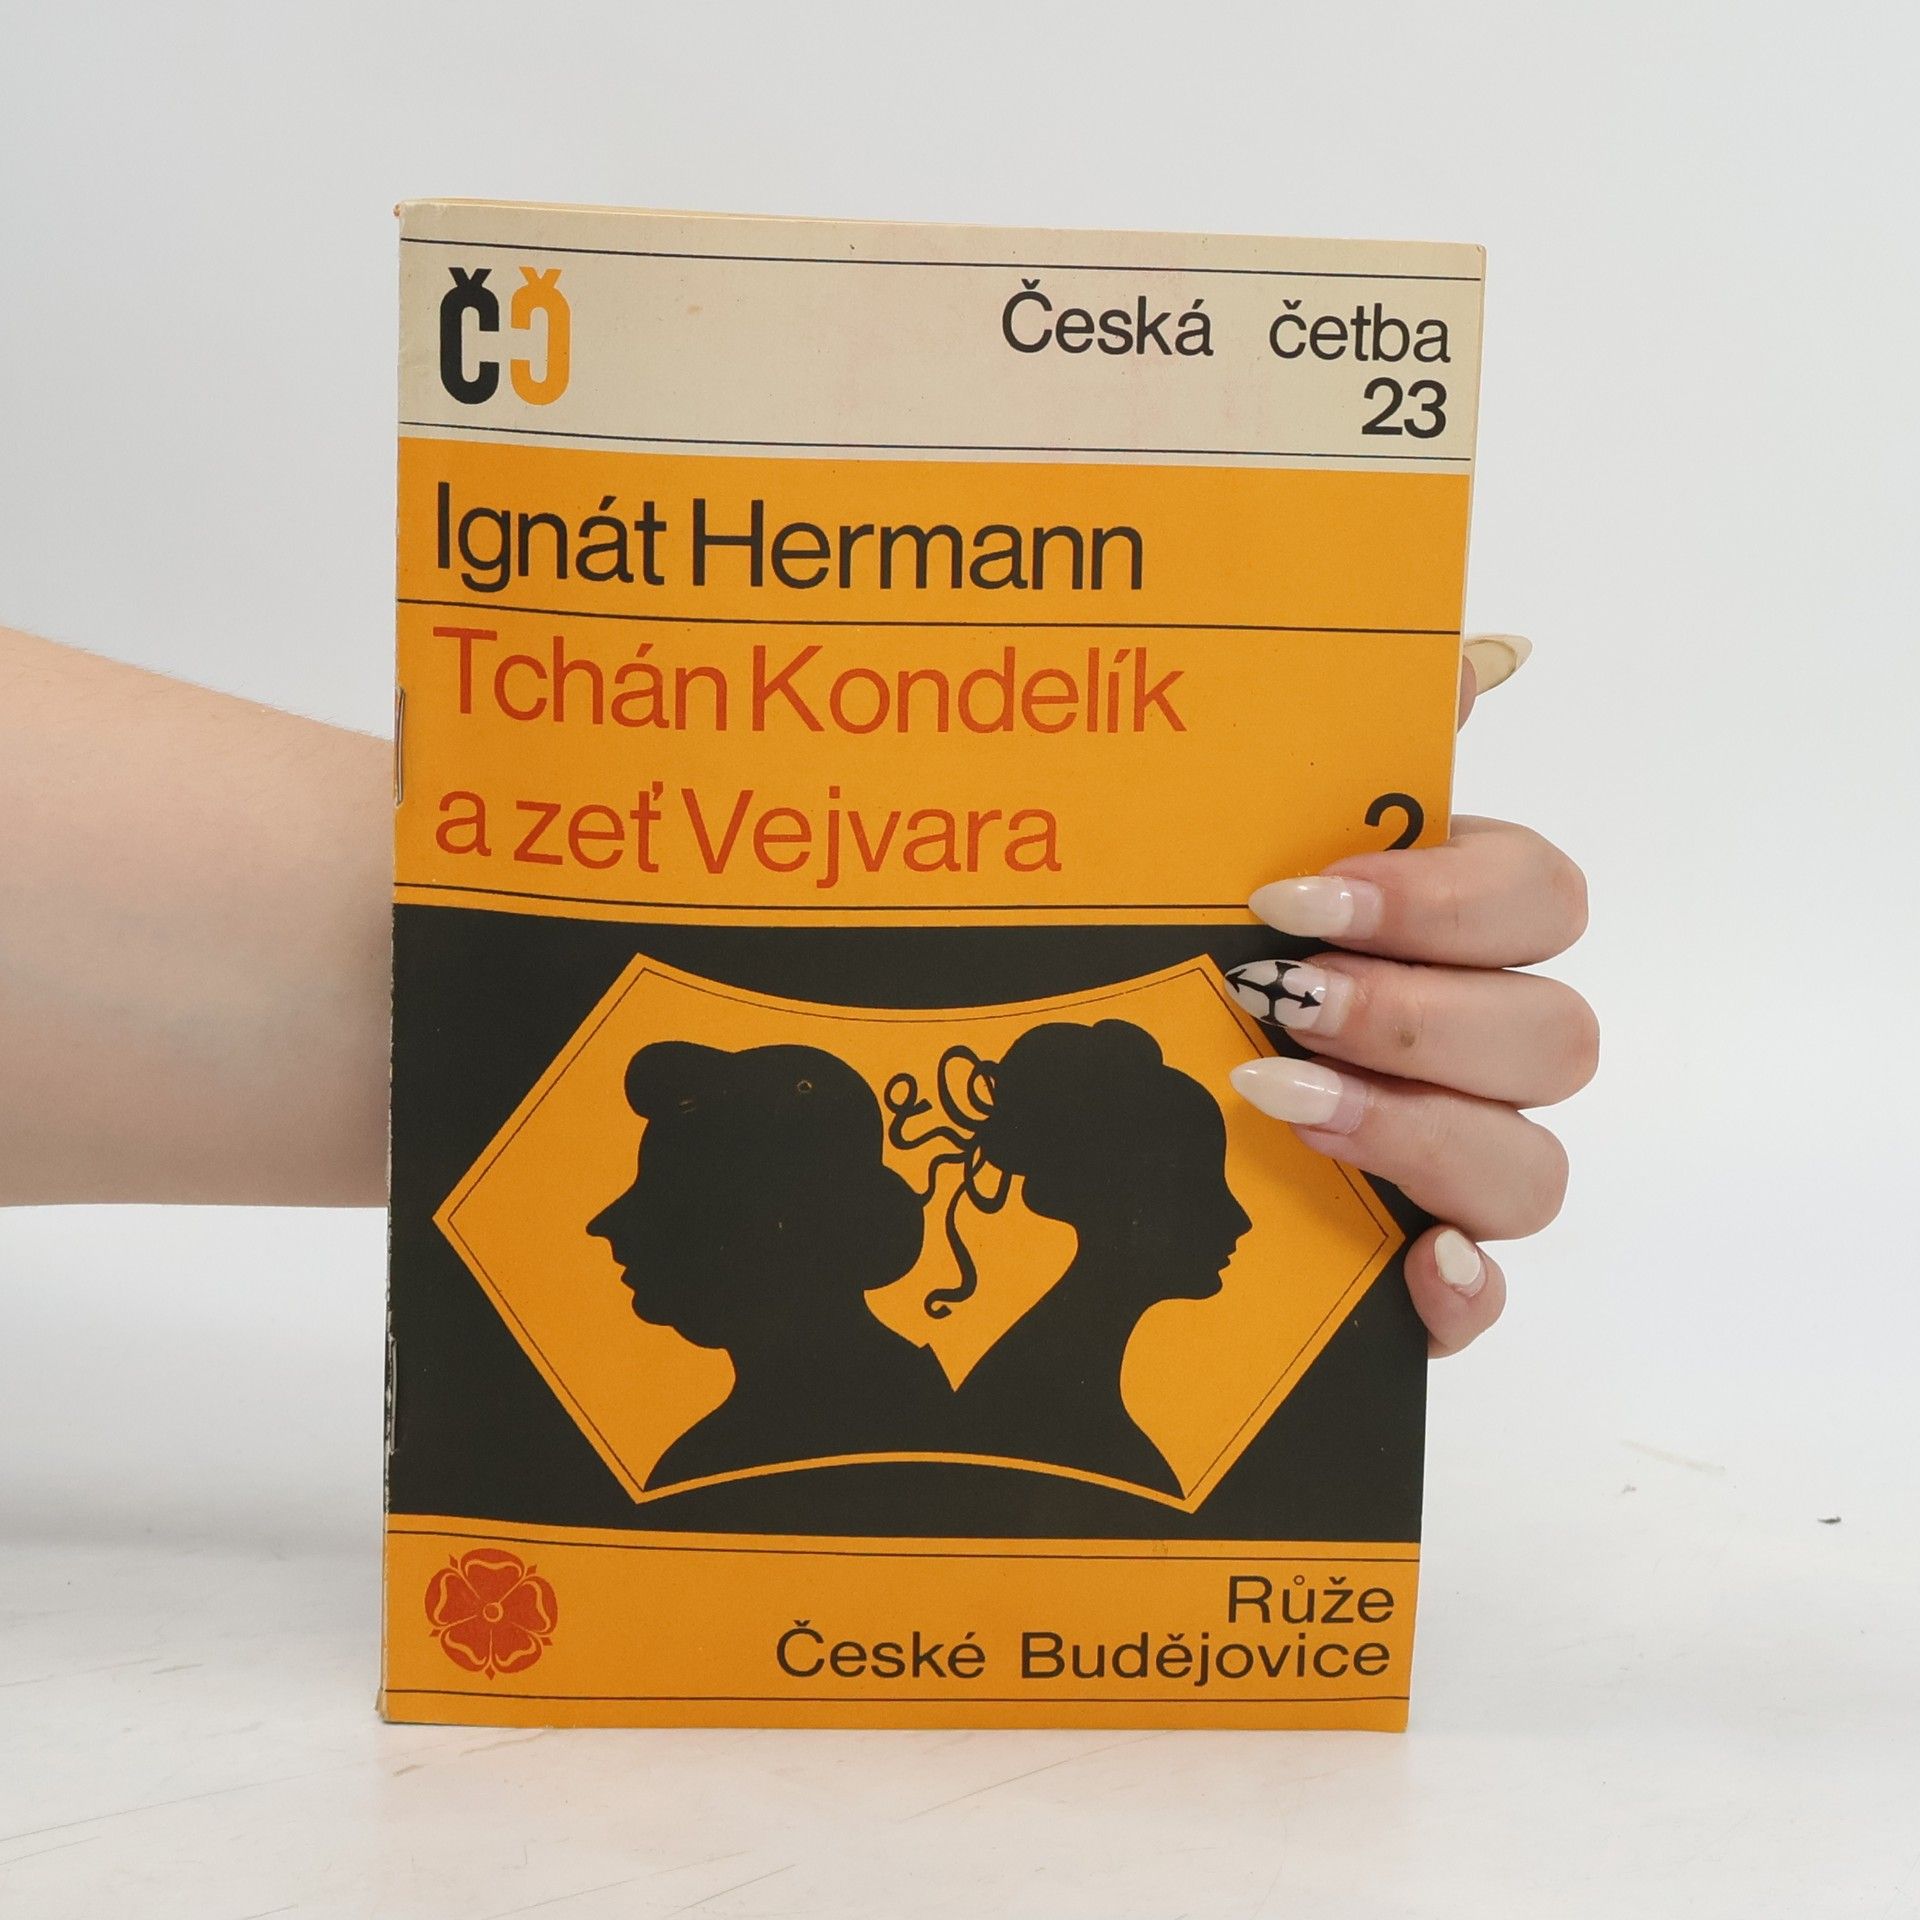 ČČ
Česká četba
23
Ignát Hermann
Tchán Kondelík
a zeť Vejvara 2
Růže
České Budějovice